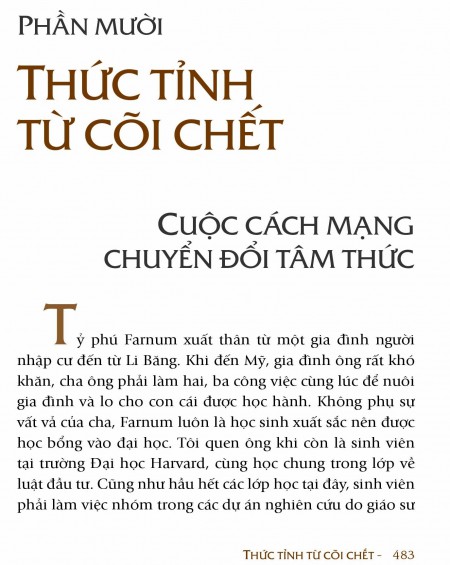 PHẦN MƯỜI
THỨC TỈNH
TỪ CÕI CHẾT
CUỘC CÁCH MẠNG
CHUYỂN ĐỔI TÂM THỨC
Tỷ phú Farnum xuất thân từ một gia đình người
nhập cư đến từ Li Băng. Khi đến Mỹ, gia đình ông rất khó
khăn, cha ông phải làm hai, ba công việc cùng lúc để nuôi
gia đình và lo cho con cái được học hành. Không phụ sự
vất vả của cha, Farnum luôn là học sinh xuất sắc nên được
học bổng vào đại học. Tôi quen ông khi còn là sinh viên
tại trường Đại học Harvard, cùng học chung trong lớp về
luật đầu tư. Cũng như hầu hết các lớp học tại đây, sinh viên
phải làm việc nhóm trong các dự án nghiên cứu do giáo sư
THỨC TỈNH TỪ CÕI CHẾT - 483